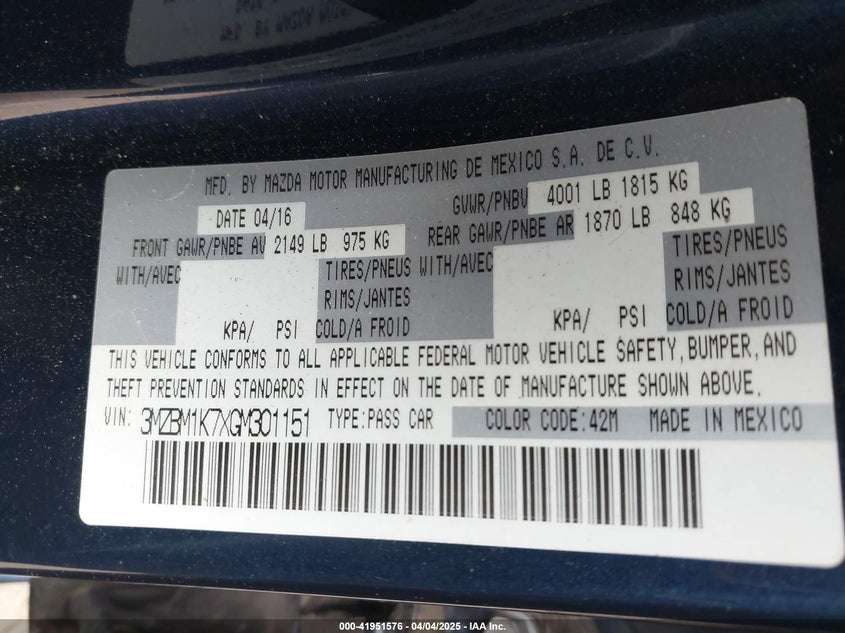 MFD. BY MAZDA MOTOR MANUFACTURING DE MEXICO S.A. DE C.V.
DATE 04/16 GVWR/PNBV 4001 LB 1815 KG
FRONT GAWR/PNBE AV 2149 LB 975 KG REAR GAWR/PNBE AR 1870 LB 848 KG
WITH/AVEC TIRES/PNEUS WITH/AVEC TIRES/PNEUS
RIMS/JANTES RIMS/JANTES
KPA/ PSI COLD/A FROID KPA/ PSI COLD/A FROID
THIS VEHICLE CONFORMS TO ALL APPLICABLE FEDERAL MOTOR VEHICLE SAFETY, BUMPER, AND
THEFT PREVENTION STANDARDS IN EFFECT ON THE DATE OF MANUFACTURE SHOWN ABOVE.
VIN: 3MZBM1K7XGM301151 TYPE:PASS CAR COLOR CODE:42M MADE IN MEXICO
000-41951576 - 04/04/2025 - IAA Inc.